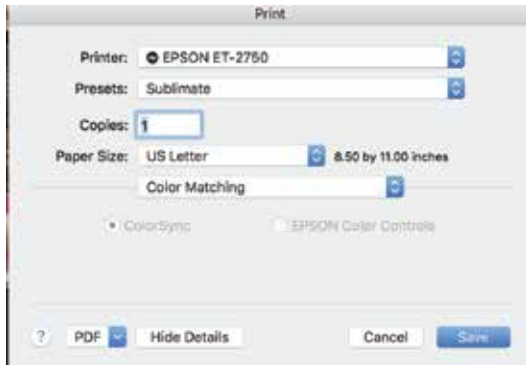 Print
Printer: EPSON ET-2750
Presets: Sublimate
Copies: 1
Paper Size: US Letter 8.50 by 11.00 inches
Color Matching
ColorSync EPSON Color Controls
? PDF Hide Details Cancel Save